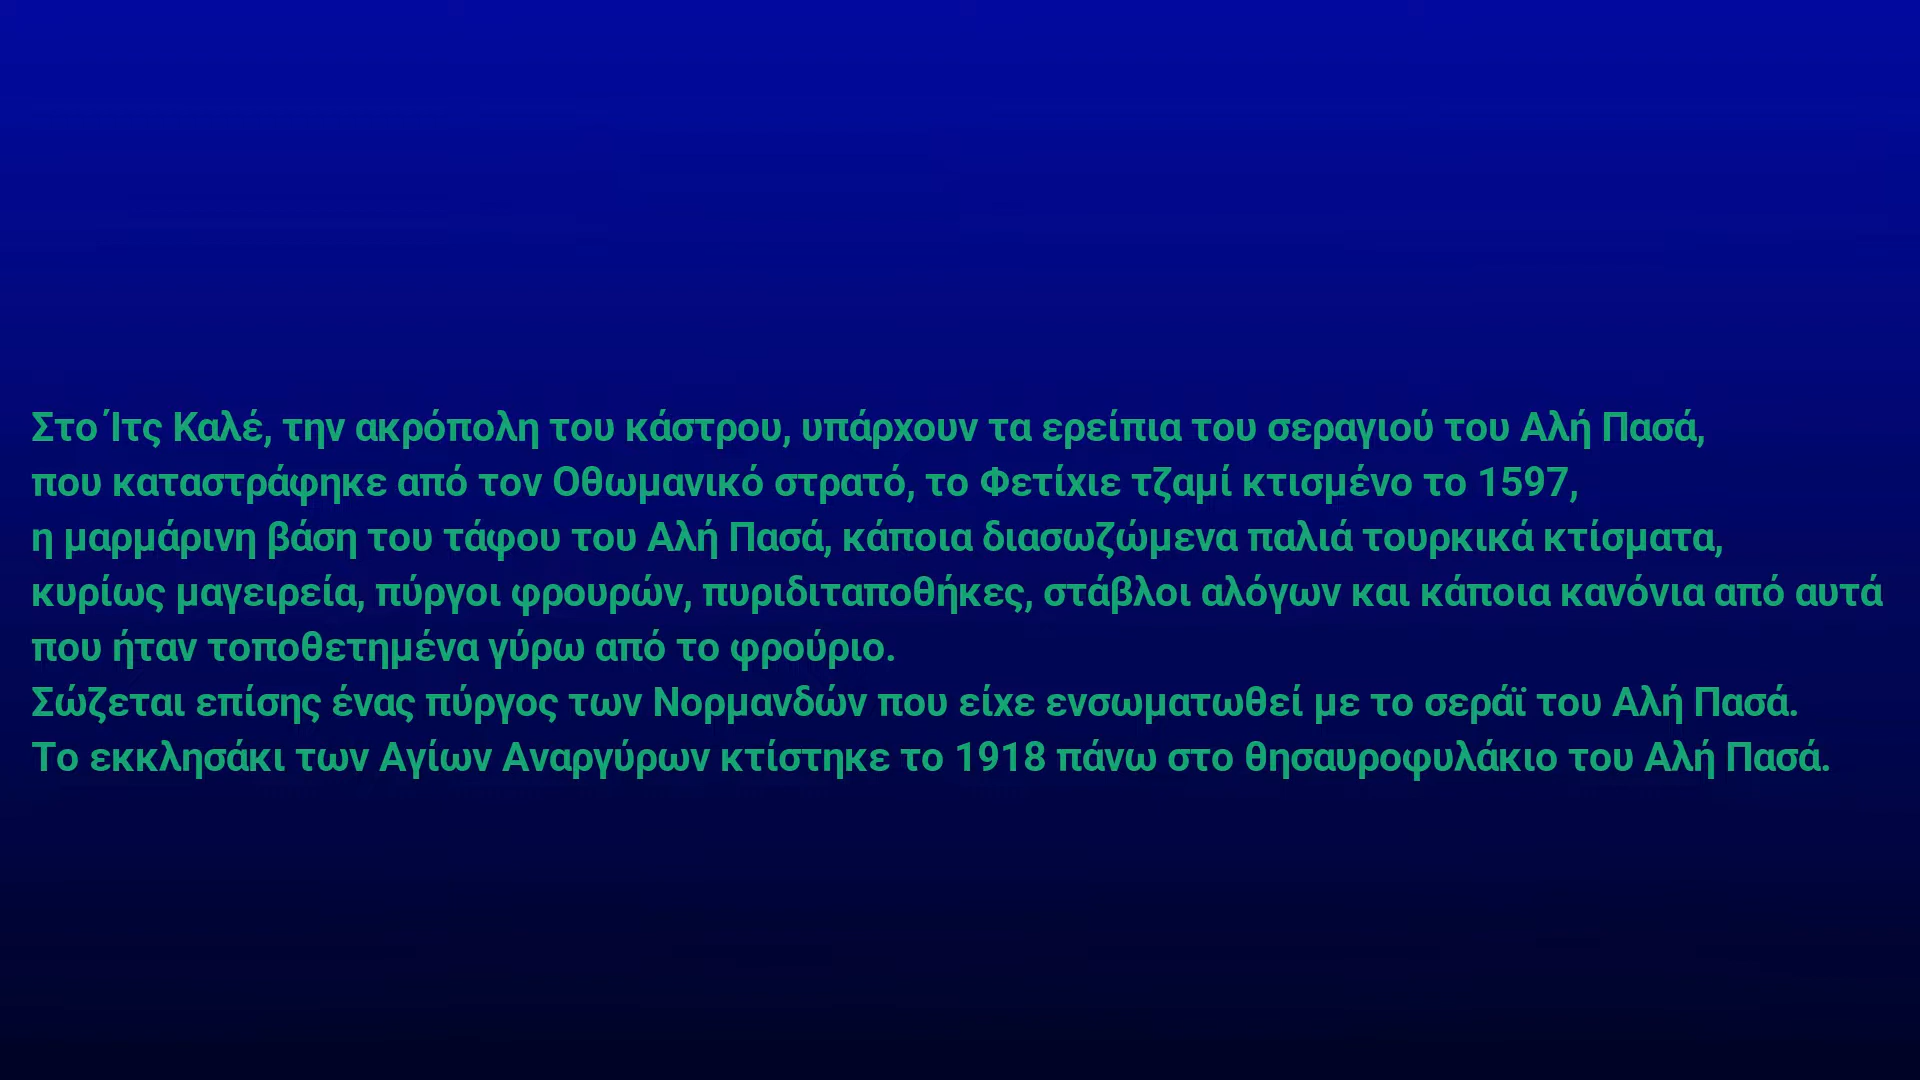 Στο Ίτς Καλέ, την ακρόπολη του κάστρου, υπάρχουν τα ερείπια του σεραγιού του Αλή Πασά,
που καταστράφηκε από τον Οθωμανικό στρατό, το Φετίχιε τζαμί κτισμένο το 1597,
η μαρμάρινη βάση του τάφου του Αλή Πασά, κάποια διασωζώμενα παλιά τουρκικά κτίσματα,
κυρίως μαγειρεία, πύργοι φρουρών, πυριδιταποθήκες, στάβλοι αλόγων και κάποια κανόνια από αυτά
που ήταν τοποθετημένα γύρω από το φρούριο.
Σώζεται επίσης ένας πύργος των Νορμανδών που είχε ενσωματωθεί με το σεράϊ του Αλή Πασά.
Το εκκλησάκι των Αγίων Αναργύρων κτίστηκε το 1918 πάνω στο θησαυροφυλάκιο του Αλή Πασά.